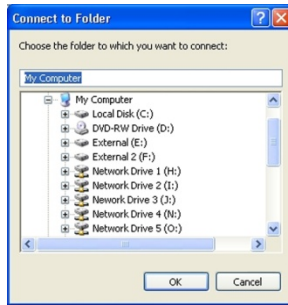 Connect to Folder
Choose the folder to which you want to connect:
My Computer
My Computer
Local Disk (C:)
DVD-RW Drive (D:)
External (E:)
External 2 (F:)
Network Drive 1 (H:)
Network Drive 2 (I:)
Nework Drive 3 (J:)
Network Drive 4 (N:)
Network Drive 5 (O:)
OK
Cancel